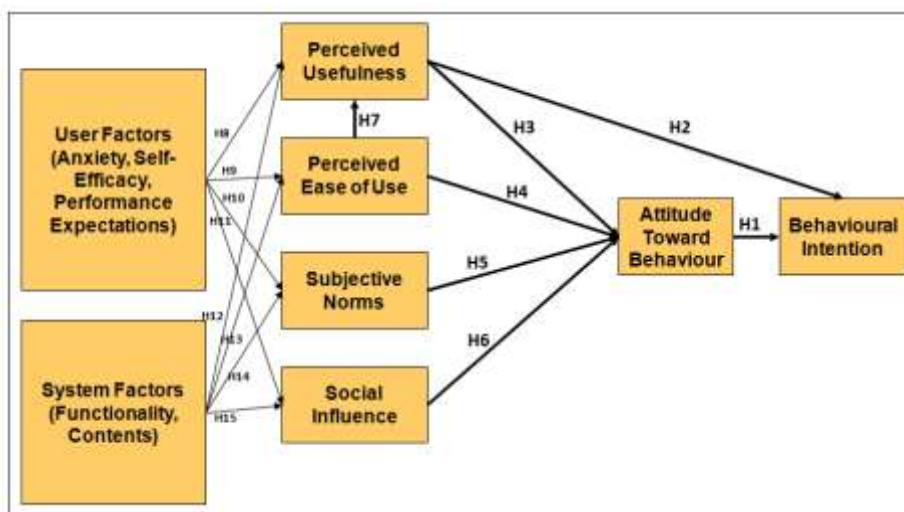 User Factors
(Anxiety, Self-
Efficacy,
Performance
Expectations)
System Factors
(Functionality,
Contents)
H8
H9
H10
H11
H12
H13
H14
H15
Perceived
Usefulness
H7
Perceived
Ease of Use
Subjective
Norms
Social
Influence
H3
H2
H4
H5
H6
Attitude
Toward
Behaviour
H1
Behavioural
Intention